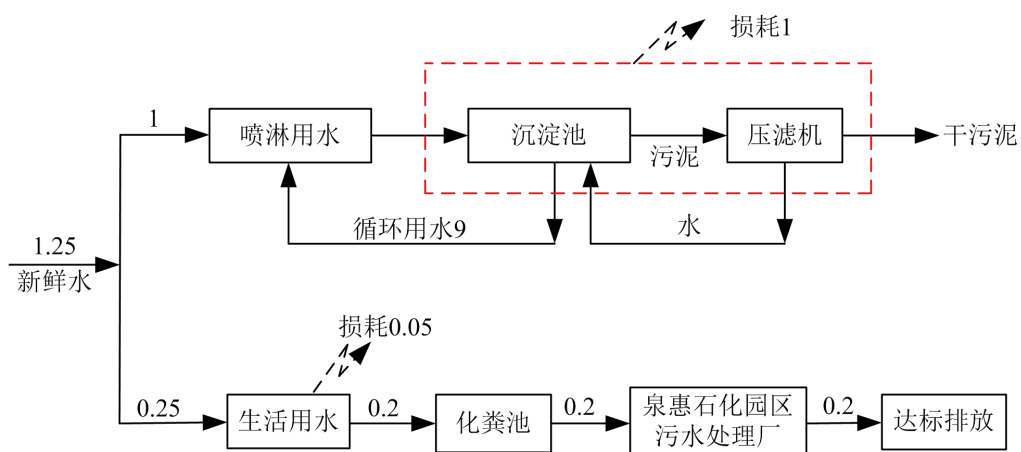 损耗1
1
喷淋用水
沉淀池
污泥
压滤机
干污泥
循环用水9
水
1.25
新鲜水
损耗0.05
0.25
生活用水
0.2
化粪池
0.2
泉惠石化园区
污水处理厂
0.2
达标排放